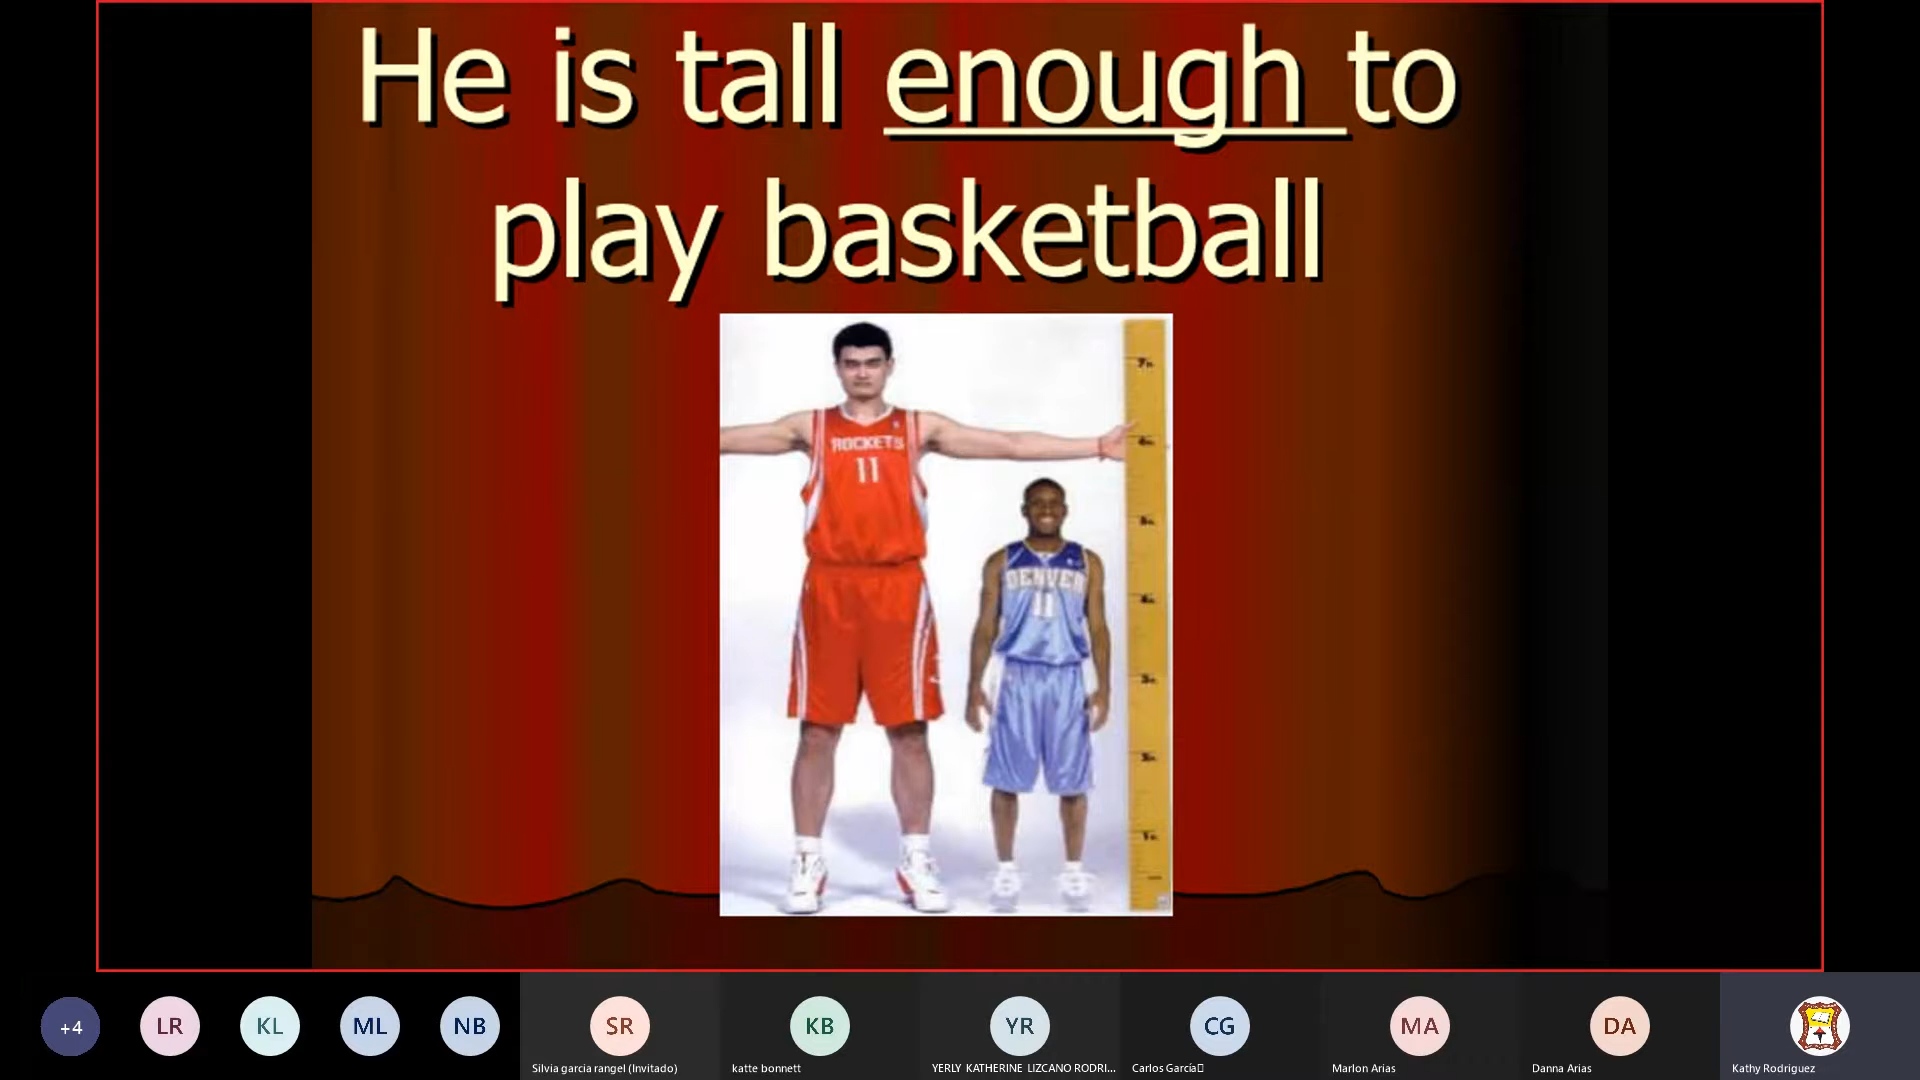 He is tall enough to
play basketball
ROCKETS
11
DENVER
11
+4
LR
KL
ML
NB
SR
KB
YR
CG
MA
DA
Silvia garcia rangel (Invitado)
katte bonnett
YERLY KATHERINE LIZCANO RODRI...
Carlos García
Marlon Arias
Danna Arias
Kathy Rodriguez